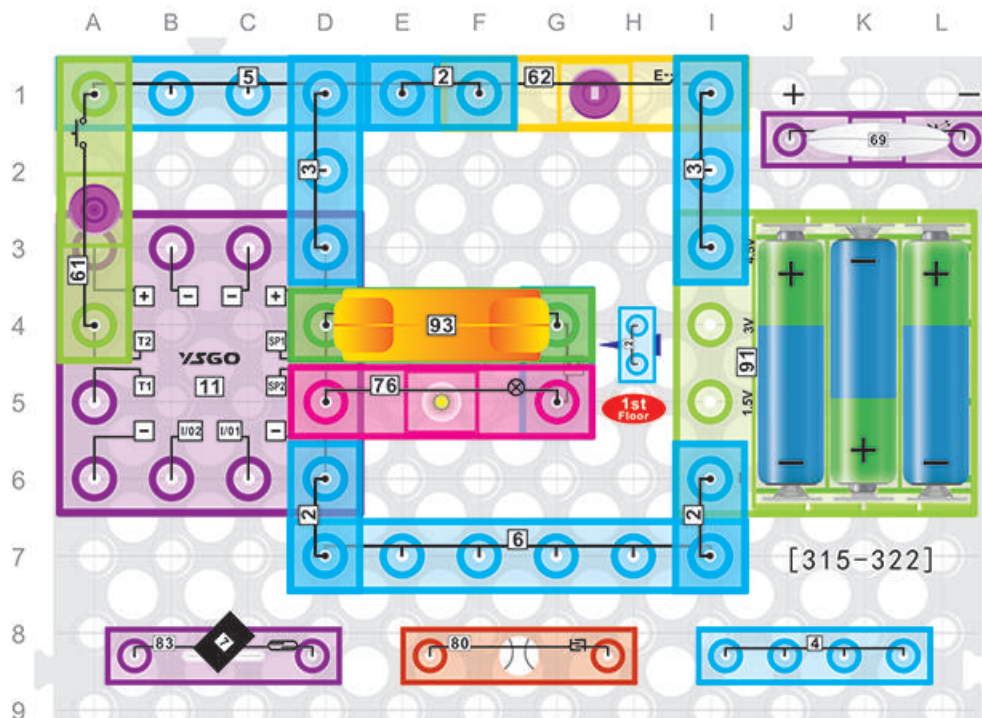 A B C D E F G H I J K L
1 5 2 62 E + −
2 3 3 69
3 61 + − − + 4.5V + − +
4 T2 SP1 YSGO 93 2 3V
5 T1 11 SP2 76 1st Floor 91 1.5V
− I/02 I/01 −
6 2 2 − + −
7 6 [315-322]
8 83 7 80 4
9